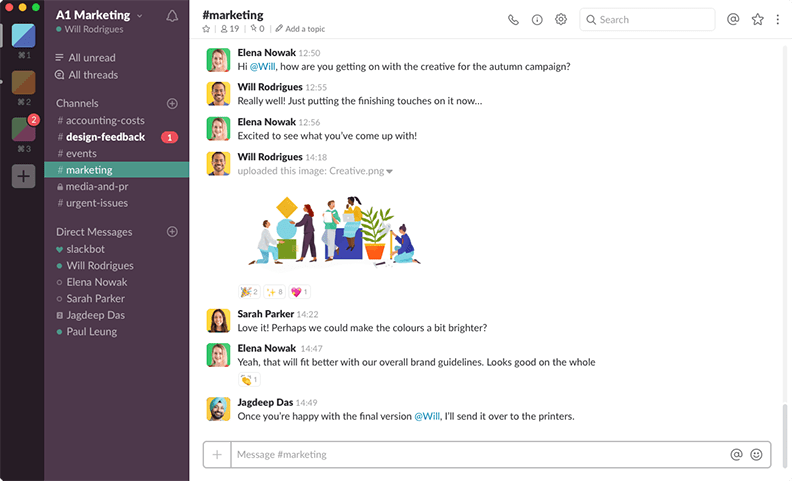 ⌘1
⌘2
2
⌘3
A1 Marketing
Will Rodrigues
All unread
All threads
Channels
# accounting-costs
# design-feedback 1
# events
# marketing
media-and-pr
# urgent-issues
Direct Messages
slackbot
Will Rodrigues
Elena Nowak
Sarah Parker
Jagdeep Das
Paul Leung
#marketing
19 | 0 | Add a topic
Search
Elena Nowak 12:50
Hi @Will, how are you getting on with the creative for the autumn campaign?
Will Rodrigues 12:55
Really well! Just putting the finishing touches on it now...
Elena Nowak 12:56
Excited to see what you've come up with!
Will Rodrigues 14:18
uploaded this image: Creative.png
2 8 1
Sarah Parker 14:22
Love it! Perhaps we could make the colours a bit brighter?
Elena Nowak 14:47
Yeah, that will fit better with our overall brand guidelines. Looks good on the whole
1
Jagdeep Das 14:49
Once you're happy with the final version @Will, I'll send it over to the printers.
Message #marketing